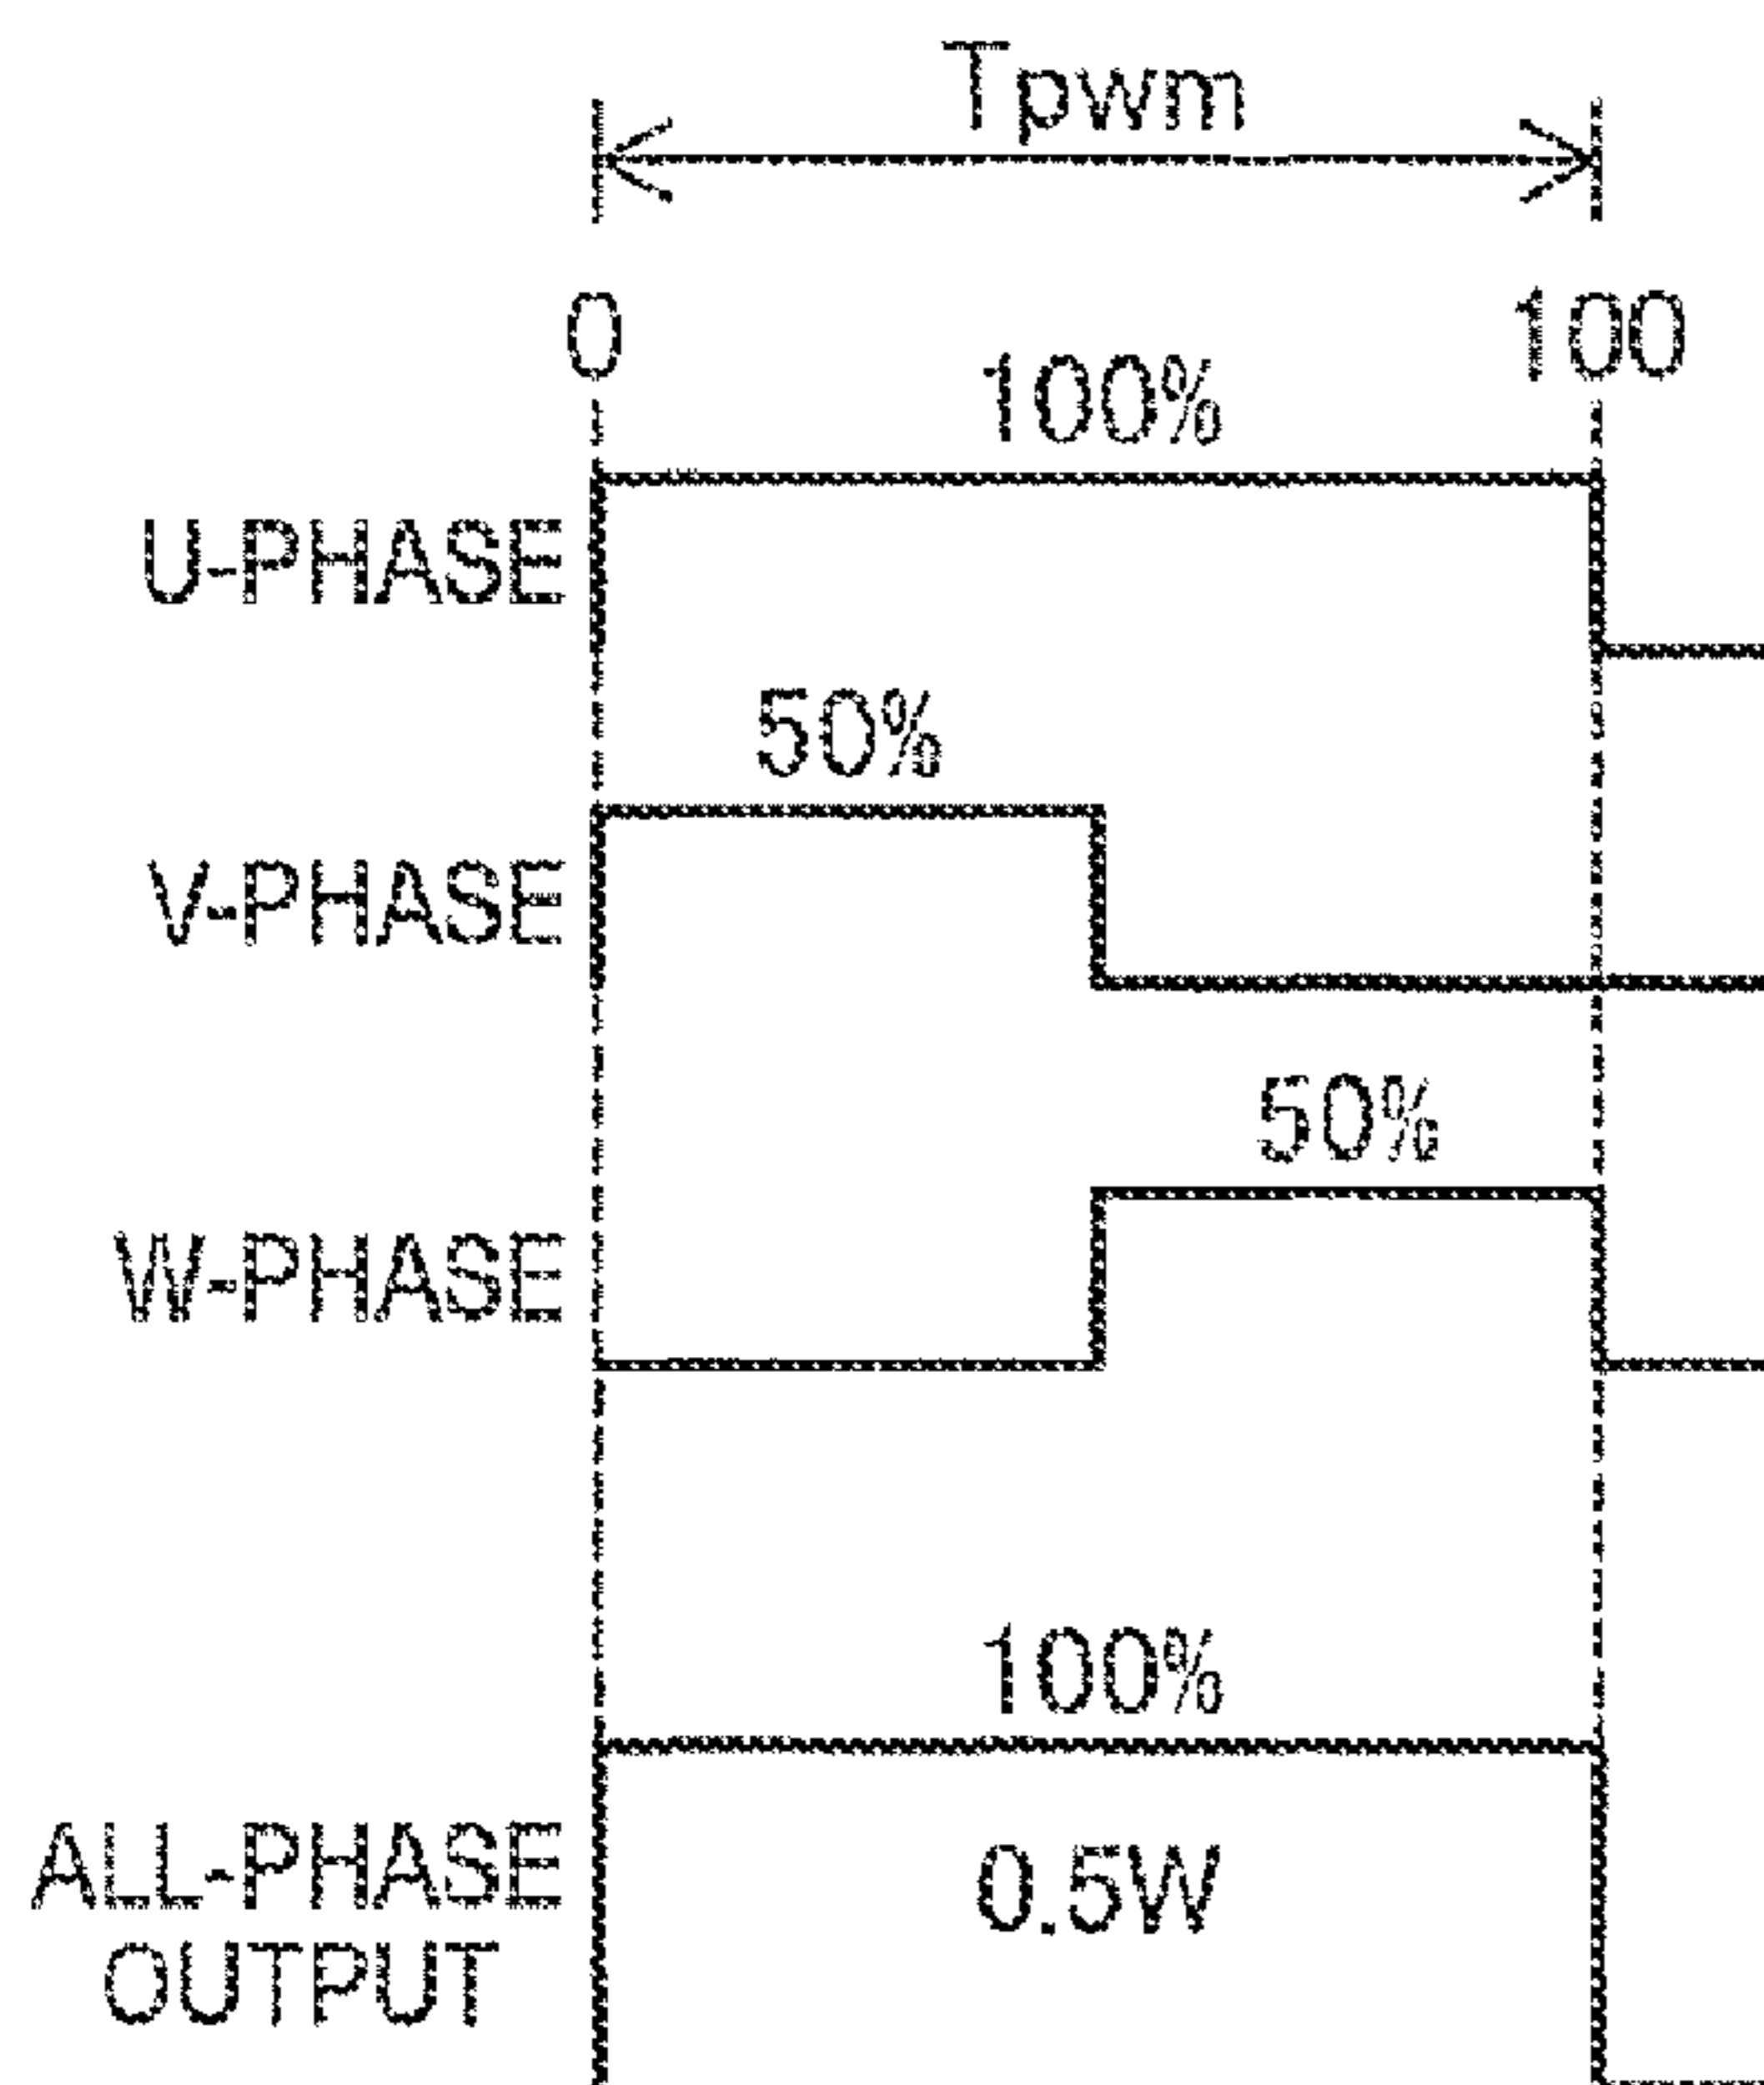 Tpwm
0
100
100%
U-PHASE
50%
V-PHASE
50%
W-PHASE
100%
ALL-PHASE
OUTPUT
0.5W